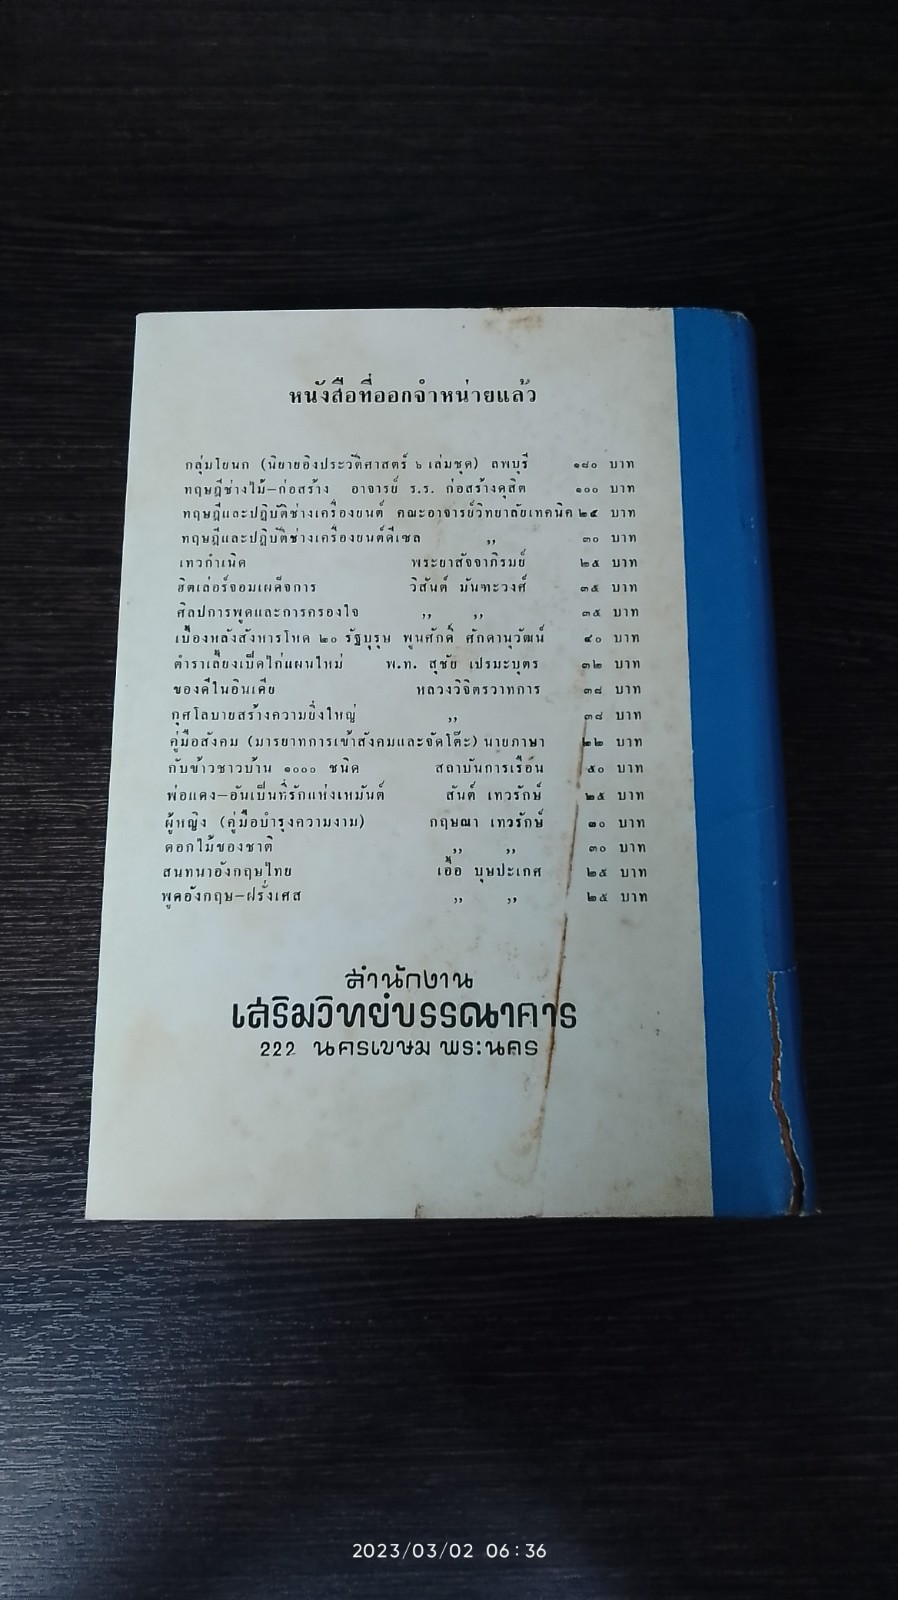 หนังสือที่ออกจำหน่ายแล้ว
กลุ่มโยนก (นิยายอิงประวัติศาสตร์ ๖ เล่มชุด) ลพบุรี ๑๘๐ บาท
ทฤษฎีช่างไม้–ก่อสร้าง อาจารย์ ร.ร. ก่อสร้างดุสิต ๑๐๐ บาท
ทฤษฎีและปฏิบัติช่างเครื่องยนต์ คณะอาจารย์วิทยาลัยเทคนิค ๒๕ บาท
ทฤษฎีและปฏิบัติช่างเครื่องยนต์ดีเซล ,, ๓๐ บาท
เทวกำเนิด พระยาสัจจาภิรมย์ ๒๕ บาท
ฮิตเล่อร์จอมเผด็จการ วิสันต์ มันฑะวงศ์ ๓๕ บาท
ศิลปการพูดและการครองใจ ,, ,, ๓๕ บาท
เบื้องหลังสังหารโหด ๒๐ รัฐบุรุษ พูนศักดิ์ ศักดานุวัฒน์ ๔๐ บาท
ตำราเลี้ยงเป็ดไก่แผนใหม่ พ.ท. สุชัย เปรมะบุตร ๓๒ บาท
ของดีในอินเดีย หลวงวิจิตรวาทการ ๓๘ บาท
กุศโลบายสร้างความยิ่งใหญ่ ,, ๓๘ บาท
คู่มือสังคม (มารยาทการเข้าสังคมและจัดโต๊ะ) นายภาษา ๒๒ บาท
กับข้าวชาวบ้าน ๑๐๐๐ ชนิด สถาบันการเรือน ๕๐ บาท
พ่อแดง–อันเป็นที่รักแห่งเหมันต์ สันต์ เทวรักษ์ ๒๕ บาท
ผู้หญิง (คู่มือบำรุงความงาม) กฤษณา เทวรักษ์ ๓๐ บาท
ดอกไม้ของชาติ ,, ,, ๓๐ บาท
สนทนาอังกฤษไทย เอื้อ บุษปะเกศ ๒๕ บาท
พูดอังกฤษ–ฝรั่งเศส ,, ,, ๒๕ บาท
สำนักงาน
เสริมวิทย์บรรณาคาร
222 นครเขษม พระนคร
2023/03/02 06:36